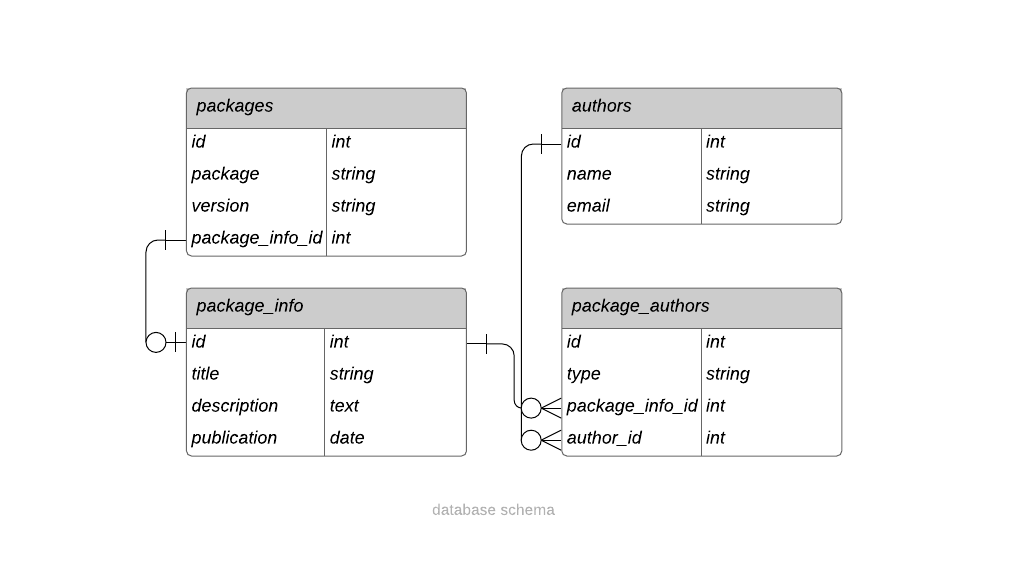 packages
id int
package string
version string
package_info_id int
authors
id int
name string
email string
package_info
id int
title string
description text
publication date
package_authors
id int
type string
package_info_id int
author_id int
database schema